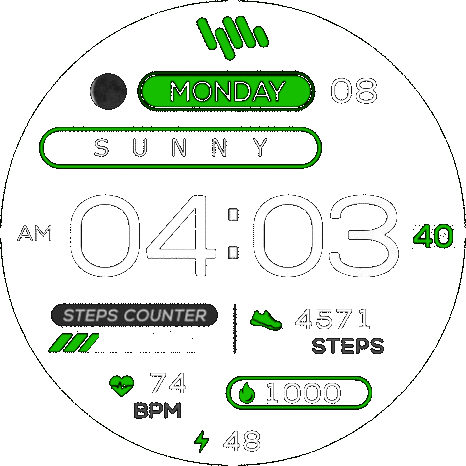 MONDAY 08
SUNNY
AM 04:03 40
STEPS COUNTER 4571
STEPS
74 1000
BPM
48